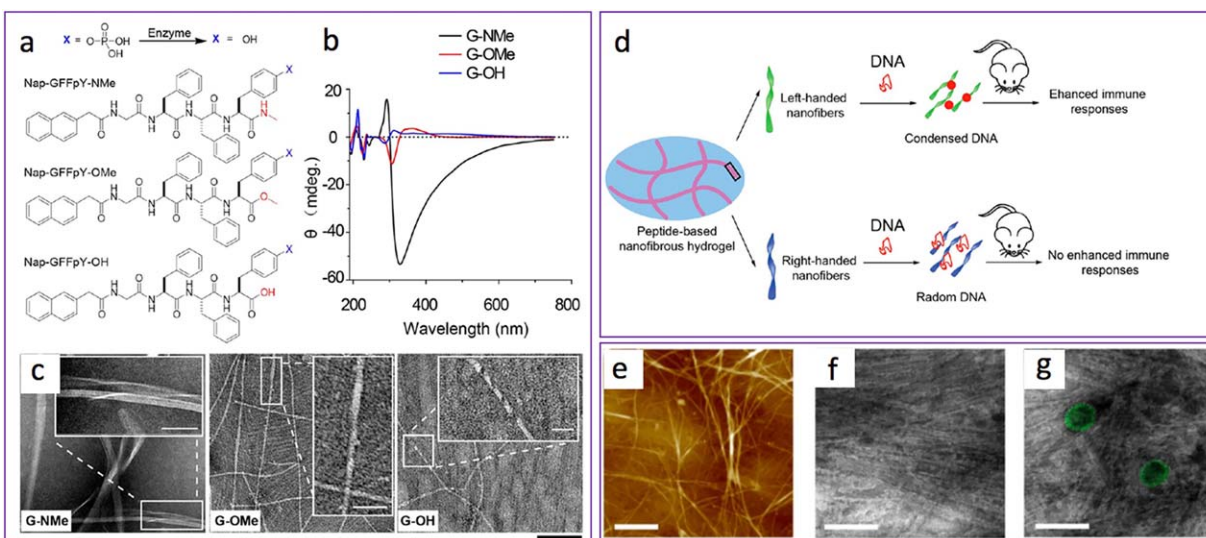 a
X = O P OH OH O Enzyme X = OH
Nap-GFFpY-NMe
Nap-GFFpY-OMe
Nap-GFFpY-OH
b
G-NMe
G-OMe
G-OH
θ (mdeg.)
20
0
-20
-40
-60
200 400 600 800
Wavelength (nm)
c
G-NMe
G-OMe
G-OH
d
DNA
Left-handed
nanofibers
Condensed DNA
Ehanced immune
responses
Peptide-based
nanofibrous hydrogel
DNA
Right-handed
nanofibers
Radom DNA
No enhanced immune
responses
e
f
g